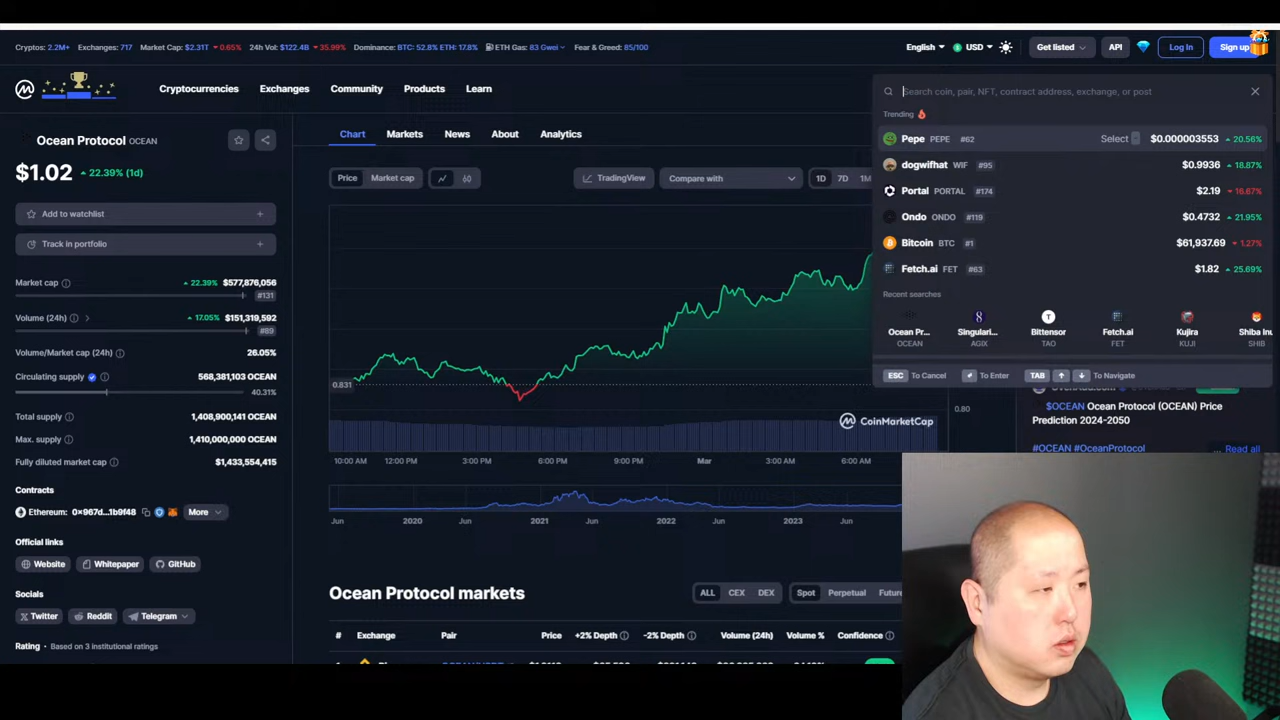 Cryptos: 2.2M+ Exchanges: 717 Market Cap: $2.31T 0.65% 24h Vol: $122.4B 35.99% Dominance: BTC: 52.8% ETH: 17.8% ETH Gas: 83 Gwei Fear & Greed: 85/100
English USD Get listed API Log In Sign up
Cryptocurrencies Exchanges Community Products Learn
Search coin, pair, NFT, contract address, exchange, or post
Trending
Pepe PEPE #62 Select $0.000003553 20.56%
dogwifhat WIF #95 $0.9936 18.87%
Portal PORTAL #174 $2.19 16.67%
Ondo ONDO #119 $0.4732 21.95%
Bitcoin BTC #1 $61,937.69 1.27%
Fetch.ai FET #63 $1.82 25.69%
Recent searches
Ocean Pr... Singulari... Bittensor Fetch.ai Kujira Shiba Inu
OCEAN AGIX TAO FET KUJI SHIB
ESC To Cancel To Enter TAB To Navigate
Ocean Protocol OCEAN
$1.02 22.39% (1d)
Add to watchlist +
Track in portfolio +
Market cap 22.39% $577,876,056
#131
Volume (24h) 17.05% $151,319,592
#89
Volume/Market cap (24h) 26.05%
Circulating supply 568,381,103 OCEAN
40.31%
Total supply 1,408,900,141 OCEAN
Max. supply 1,410,000,000 OCEAN
Fully diluted market cap $1,433,554,415
Contracts
Ethereum: 0x967d...1b9f48 More
Official links
Website Whitepaper GitHub
Socials
Twitter Reddit Telegram
Rating · Based on 3 institutional ratings
Chart Markets News About Analytics
Price Market cap TradingView Compare with 1D 7D 1M
0.831
0.80
CoinMarketCap
10:00 AM 12:00 PM 3:00 PM 6:00 PM 9:00 PM Mar 3:00 AM 6:00 AM
Jun 2020 Jun 2021 Jun 2022 Jun 2023 Jun
Ocean Protocol markets
ALL CEX DEX Spot Perpetual Futur
# Exchange Pair Price +2% Depth -2% Depth Volume (24h) Volume % Confidence
$OCEAN Ocean Protocol (OCEAN) Price
Prediction 2024-2050
#OCEAN #OceanProtocol ... Read all